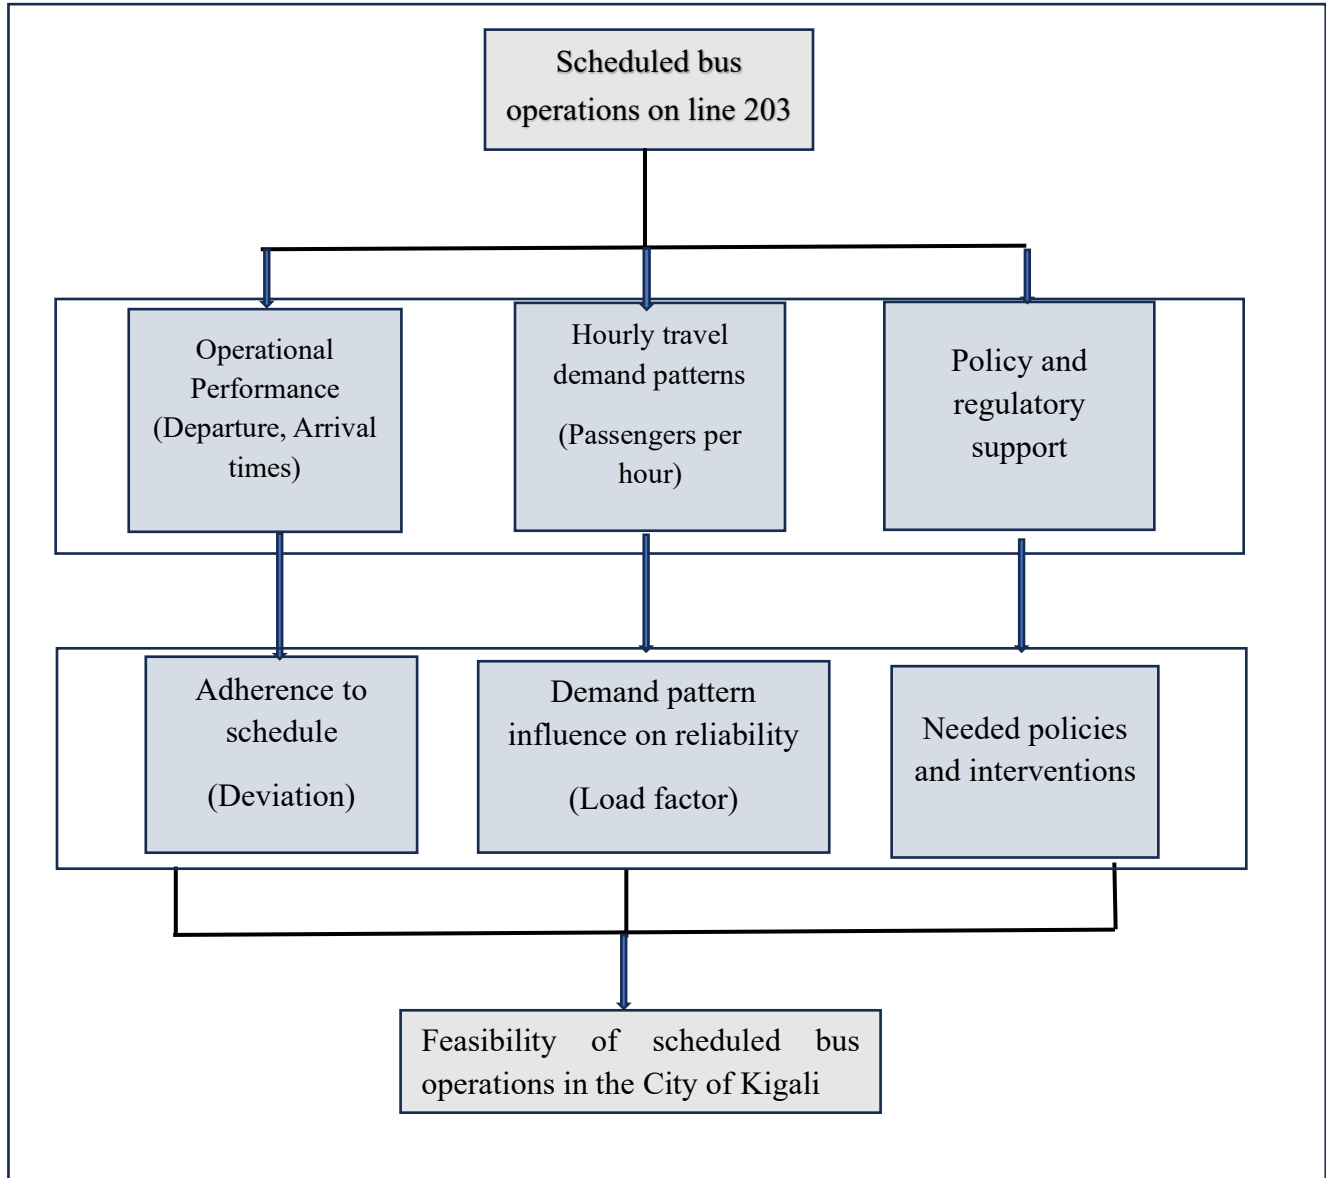 Scheduled bus
operations on line 203
Operational
Performance
(Departure, Arrival
times)
Hourly travel
demand patterns
(Passengers per
hour)
Policy and
regulatory
support
Adherence to
schedule
(Deviation)
Demand pattern
influence on reliability
(Load factor)
Needed policies
and interventions
Feasibility of scheduled bus
operations in the City of Kigali